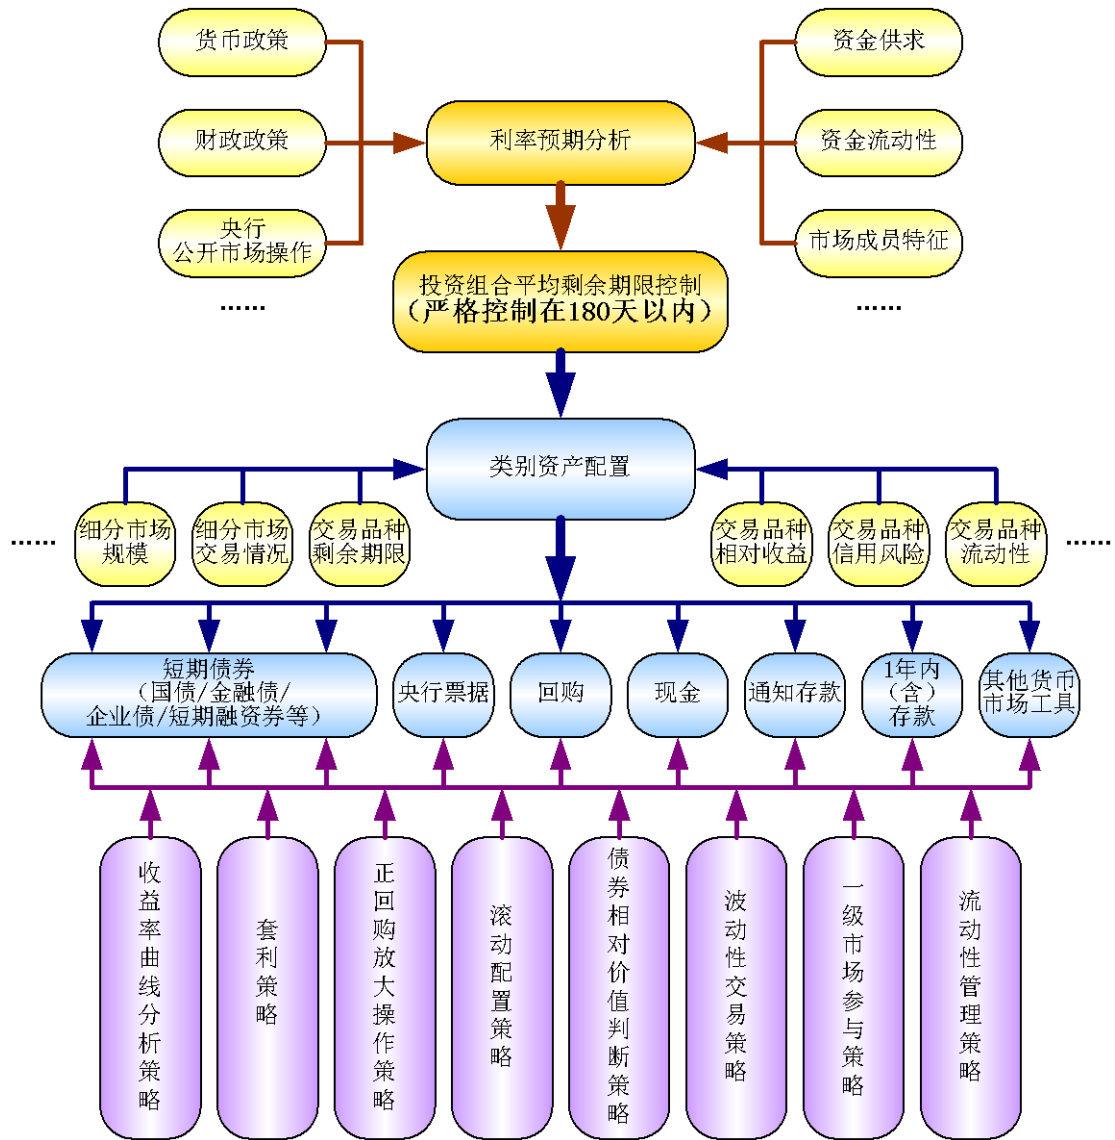 货币政策
资金供求
财政政策
利率预期分析
资金流动性
央行
公开市场操作
市场成员特征
……
……
投资组合平均剩余期限控制
（严格控制在180天以内）
类别资产配置
……
细分市场
规模
细分市场
交易情况
交易品种
剩余期限
交易品种
相对收益
交易品种
信用风险
交易品种
流动性
……
短期债券
（国债/金融债/
企业债/短期融资券等）
央行票据
回购
现金
通知存款
1年内
（含）
存款
其他货币
市场工具
收益率曲线分析策略
套利策略
正回购放大操作策略
滚动配置策略
债券相对价值判断策略
波动性交易策略
一级市场参与策略
流动性管理策略